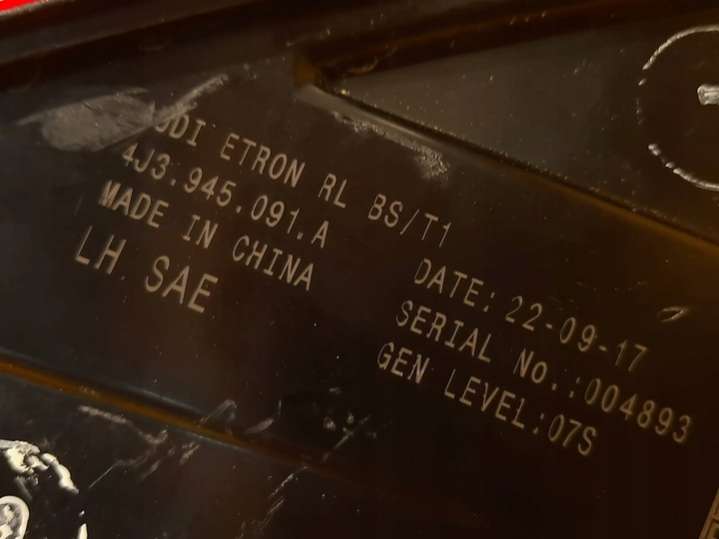 UDI ETRON RL BS/T1
4J3.945.091.A
MADE IN CHINA
LH SAE
DATE: 22-09-17
SERIAL No.:004893
GEN LEVEL:07S